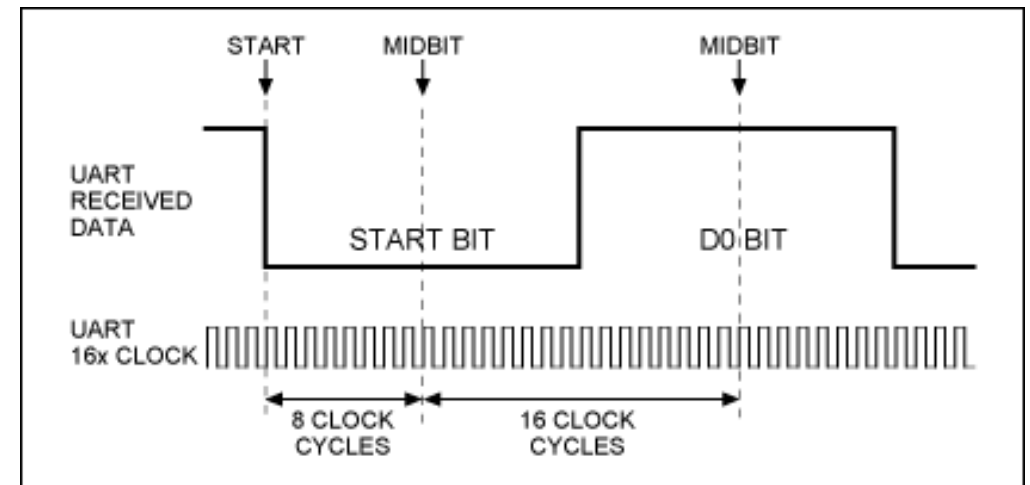 START
MIDBIT
MIDBIT
UART
RECEIVED
DATA
START BIT
D0 BIT
UART
16x CLOCK
8 CLOCK
CYCLES
16 CLOCK
CYCLES